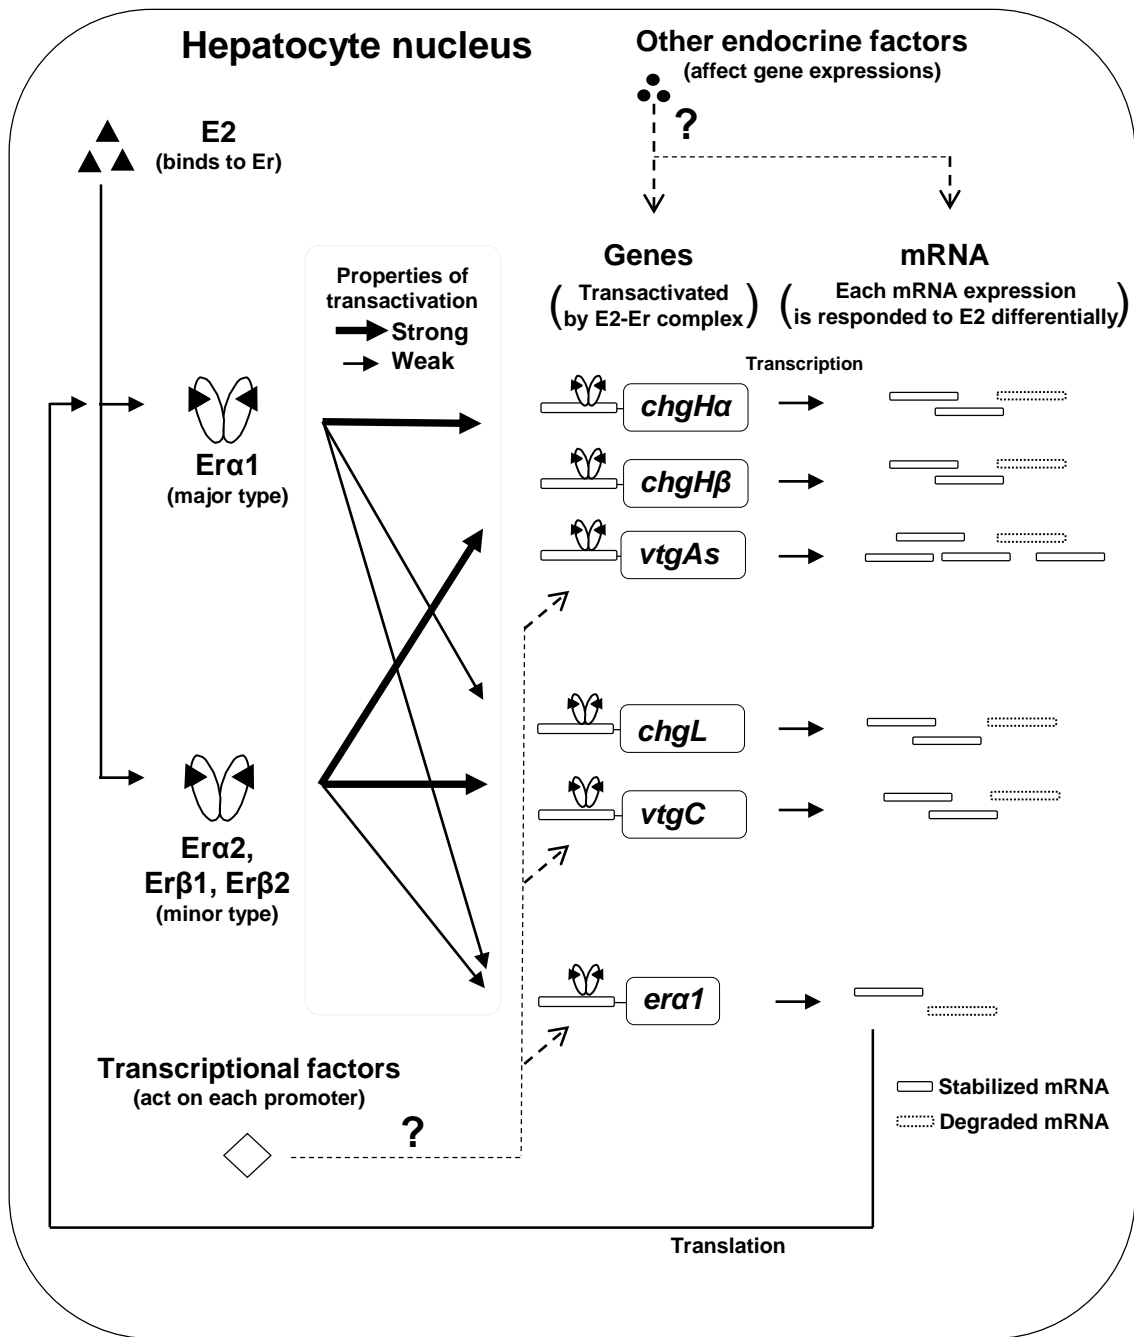 Hepatocyte nucleus
Other endocrine factors
(affect gene expressions)
?
E2
(binds to Er)
Properties of
transactivation
Strong
Weak
Genes
(Transactivated
by E2-Er complex)
mRNA
(Each mRNA expression
is responded to E2 differentially)
Transcription
Erα1
(major type)
chgHα
chgHβ
vtgAs
chgL
vtgC
Erα2,
Erβ1, Erβ2
(minor type)
erα1
Transcriptional factors
(act on each promoter)
?
Stabilized mRNA
Degraded mRNA
Translation